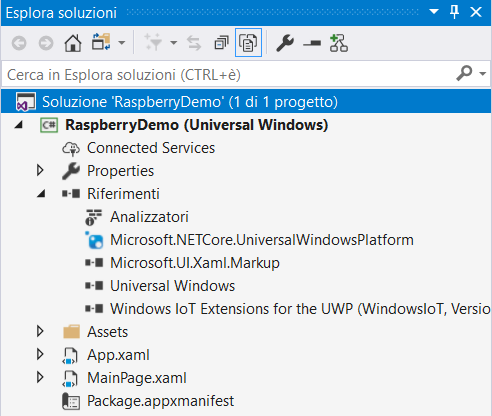 Esplora soluzioni
Cerca in Esplora soluzioni (CTRL+è)
Soluzione 'RaspberryDemo' (1 di 1 progetto)
C# RaspberryDemo (Universal Windows)
Connected Services
Properties
Riferimenti
Analizzatori
Microsoft.NETCore.UniversalWindowsPlatform
Microsoft.UI.Xaml.Markup
Universal Windows
Windows IoT Extensions for the UWP (WindowsIoT, Versio
Assets
App.xaml
MainPage.xaml
Package.appxmanifest